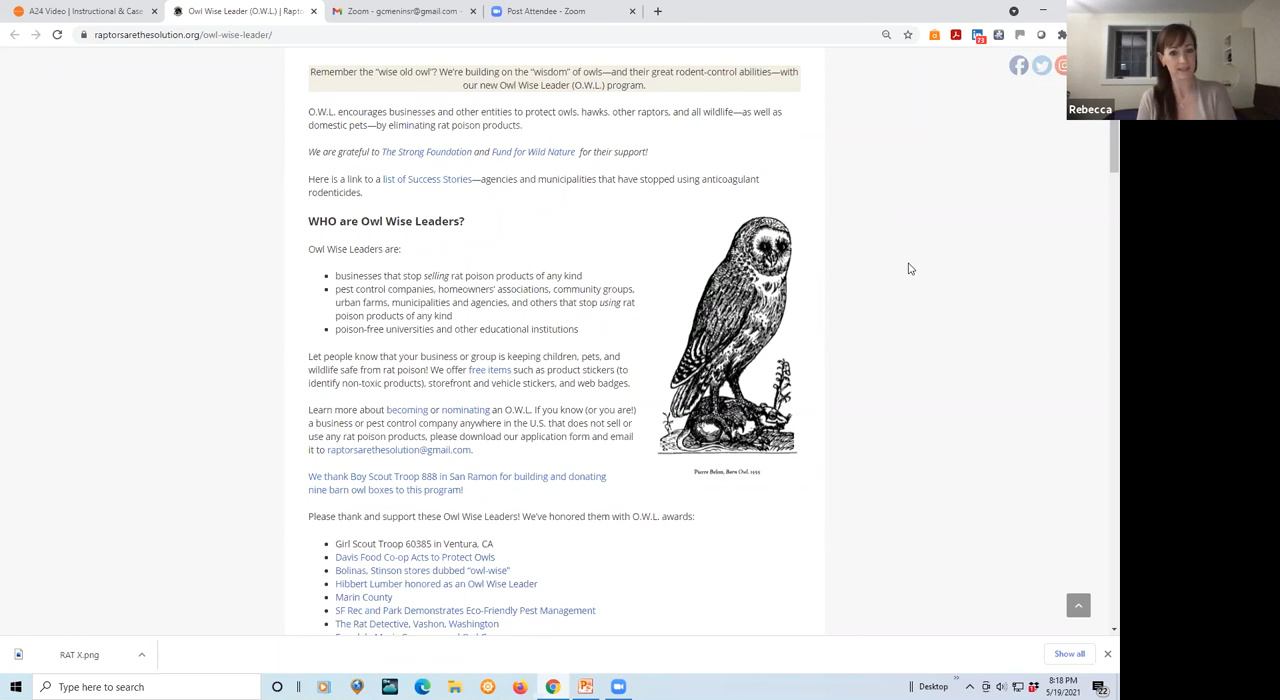 A24 Video | Instructional & Case
Owl Wise Leader (O.W.L.) | Rapto
Zoom - gcmeninsr@gmail.com -
Post Attendee - Zoom
raptorsarethesolution.org/owl-wise-leader/
73
Rebecca
Remember the "wise old owl"? We're building on the "wisdom" of owls—and their great rodent-control abilities—with
our new Owl Wise Leader (O.W.L.) program.
O.W.L. encourages businesses and other entities to protect owls, hawks, other raptors, and all wildlife—as well as
domestic pets—by eliminating rat poison products.
We are grateful to The Strong Foundation and Fund for Wild Nature for their support!
Here is a link to a list of Success Stories—agencies and municipalities that have stopped using anticoagulant
rodenticides.
WHO are Owl Wise Leaders?
Owl Wise Leaders are:
businesses that stop selling rat poison products of any kind
pest control companies, homeowners' associations, community groups,
urban farms, municipalities and agencies, and others that stop using rat
poison products of any kind
poison-free universities and other educational institutions
Let people know that your business or group is keeping children, pets, and
wildlife safe from rat poison! We offer free items such as product stickers (to
identify non-toxic products), storefront and vehicle stickers, and web badges.
Learn more about becoming or nominating an O.W.L. If you know (or you are!)
a business or pest control company anywhere in the U.S. that does not sell or
use any rat poison products, please download our application form and email
it to raptorsarethesolution@gmail.com.
Pierre Belon, Barn Owl, 1555
We thank Boy Scout Troop 888 in San Ramon for building and donating
nine barn owl boxes to this program!
Please thank and support these Owl Wise Leaders! We've honored them with O.W.L. awards:
Girl Scout Troop 60385 in Ventura, CA
Davis Food Co-op Acts to Protect Owls
Bolinas, Stinson stores dubbed "owl-wise"
Hibbert Lumber honored as an Owl Wise Leader
Marin County
SF Rec and Park Demonstrates Eco-Friendly Pest Management
The Rat Detective, Vashon, Washington
RAT X.png
Show all
Type here to search
Desktop
8:18 PM
5/19/2021
22